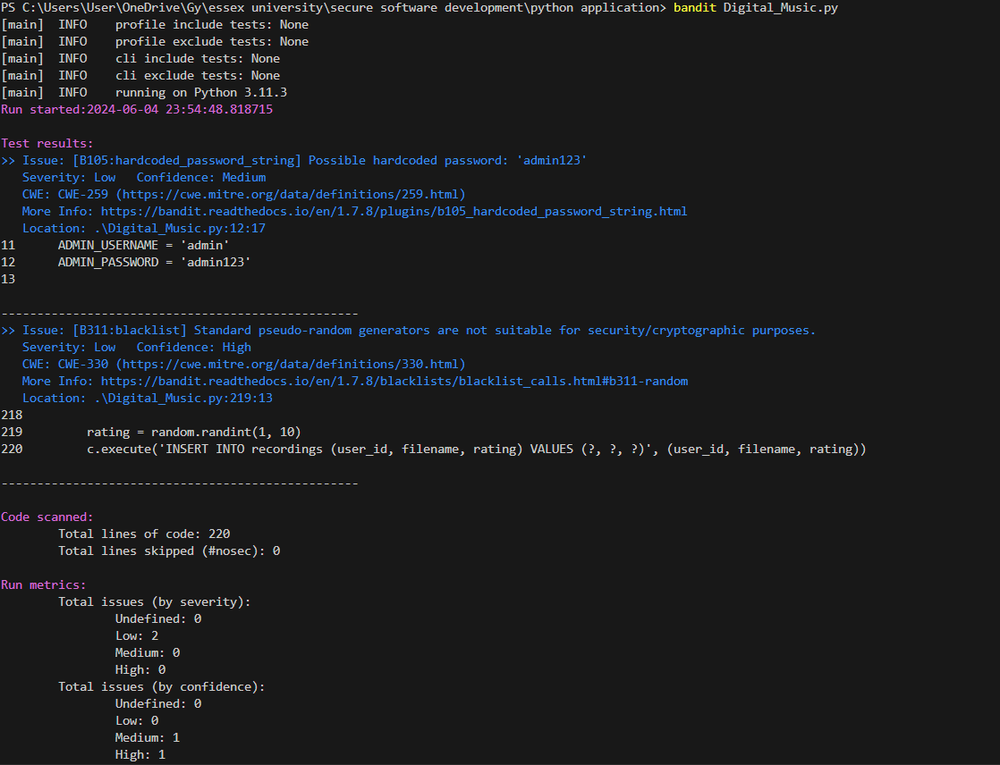 PS C:\Users\User\OneDrive\Gy\essex university\secure software development\python application> bandit Digital_Music.py
[main]  INFO    profile include tests: None
[main]  INFO    profile exclude tests: None
[main]  INFO    cli include tests: None
[main]  INFO    cli exclude tests: None
[main]  INFO    running on Python 3.11.3
Run started:2024-06-04 23:54:48.818715
Test results:
>> Issue: [B105:hardcoded_password_string] Possible hardcoded password: 'admin123'
   Severity: Low   Confidence: Medium
   CWE: CWE-259 (https://cwe.mitre.org/data/definitions/259.html)
   More Info: https://bandit.readthedocs.io/en/1.7.8/plugins/b105_hardcoded_password_string.html
   Location: .\Digital_Music.py:12:17
11      ADMIN_USERNAME = 'admin'
12      ADMIN_PASSWORD = 'admin123'
13
--------------------------------------------------
>> Issue: [B311:blacklist] Standard pseudo-random generators are not suitable for security/cryptographic purposes.
   Severity: Low   Confidence: High
   CWE: CWE-330 (https://cwe.mitre.org/data/definitions/330.html)
   More Info: https://bandit.readthedocs.io/en/1.7.8/blacklists/blacklist_calls.html#b311-random
   Location: .\Digital_Music.py:219:13
218
219         rating = random.randint(1, 10)
220         c.execute('INSERT INTO recordings (user_id, filename, rating) VALUES (?, ?, ?)', (user_id, filename, rating))
--------------------------------------------------
Code scanned:
        Total lines of code: 220
        Total lines skipped (#nosec): 0
Run metrics:
        Total issues (by severity):
                Undefined: 0
                Low: 2
                Medium: 0
                High: 0
        Total issues (by confidence):
                Undefined: 0
                Low: 0
                Medium: 1
                High: 1